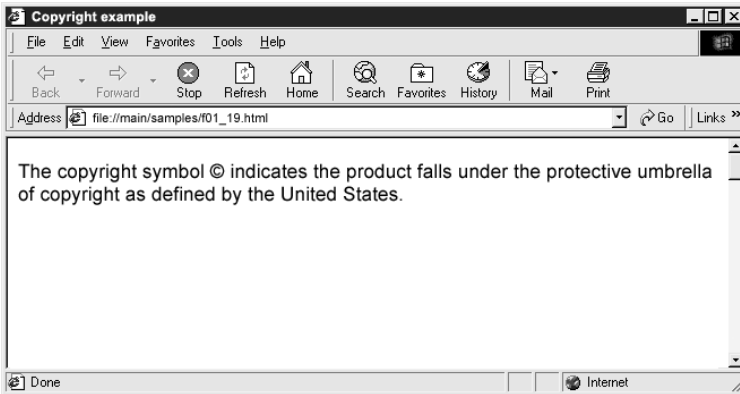 Copyright example
File Edit View Favorites Tools Help
Back Forward Stop Refresh Home Search Favorites History Mail Print
Address file://main/samples/f01_19.html Go Links »
The copyright symbol © indicates the product falls under the protective umbrella
of copyright as defined by the United States.
Done Internet